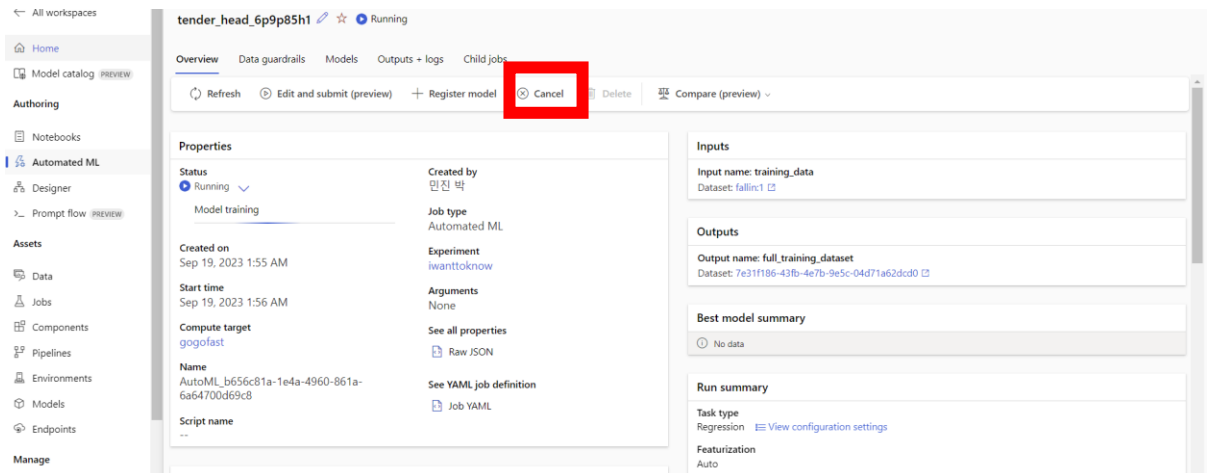 ← All workspaces
Home
Model catalog PREVIEW
Authoring
Notebooks
Automated ML
Designer
Prompt flow PREVIEW
Assets
Data
Jobs
Components
Pipelines
Environments
Models
Endpoints
Manage
tender_head_6p9p85h1 Running
Overview Data guardrails Models Outputs + logs Child jobs
Refresh Edit and submit (preview) Register model Cancel Delete Compare (preview)
Properties
Status
Running
Model training
Created on
Sep 19, 2023 1:55 AM
Start time
Sep 19, 2023 1:56 AM
Compute target
gogofast
Name
AutoML_b656c81a-1e4a-4960-861a-
6a64700d69c8
Script name
--
Created by
민진 박
Job type
Automated ML
Experiment
iwanttoknow
Arguments
None
See all properties
Raw JSON
See YAML job definition
Job YAML
Inputs
Input name: training_data
Dataset: fallin:1
Outputs
Output name: full_training_dataset
Dataset: 7e31f186-43fb-4e7b-9e5c-04d71a62dcd0
Best model summary
No data
Run summary
Task type
Regression View configuration settings
Featurization
Auto